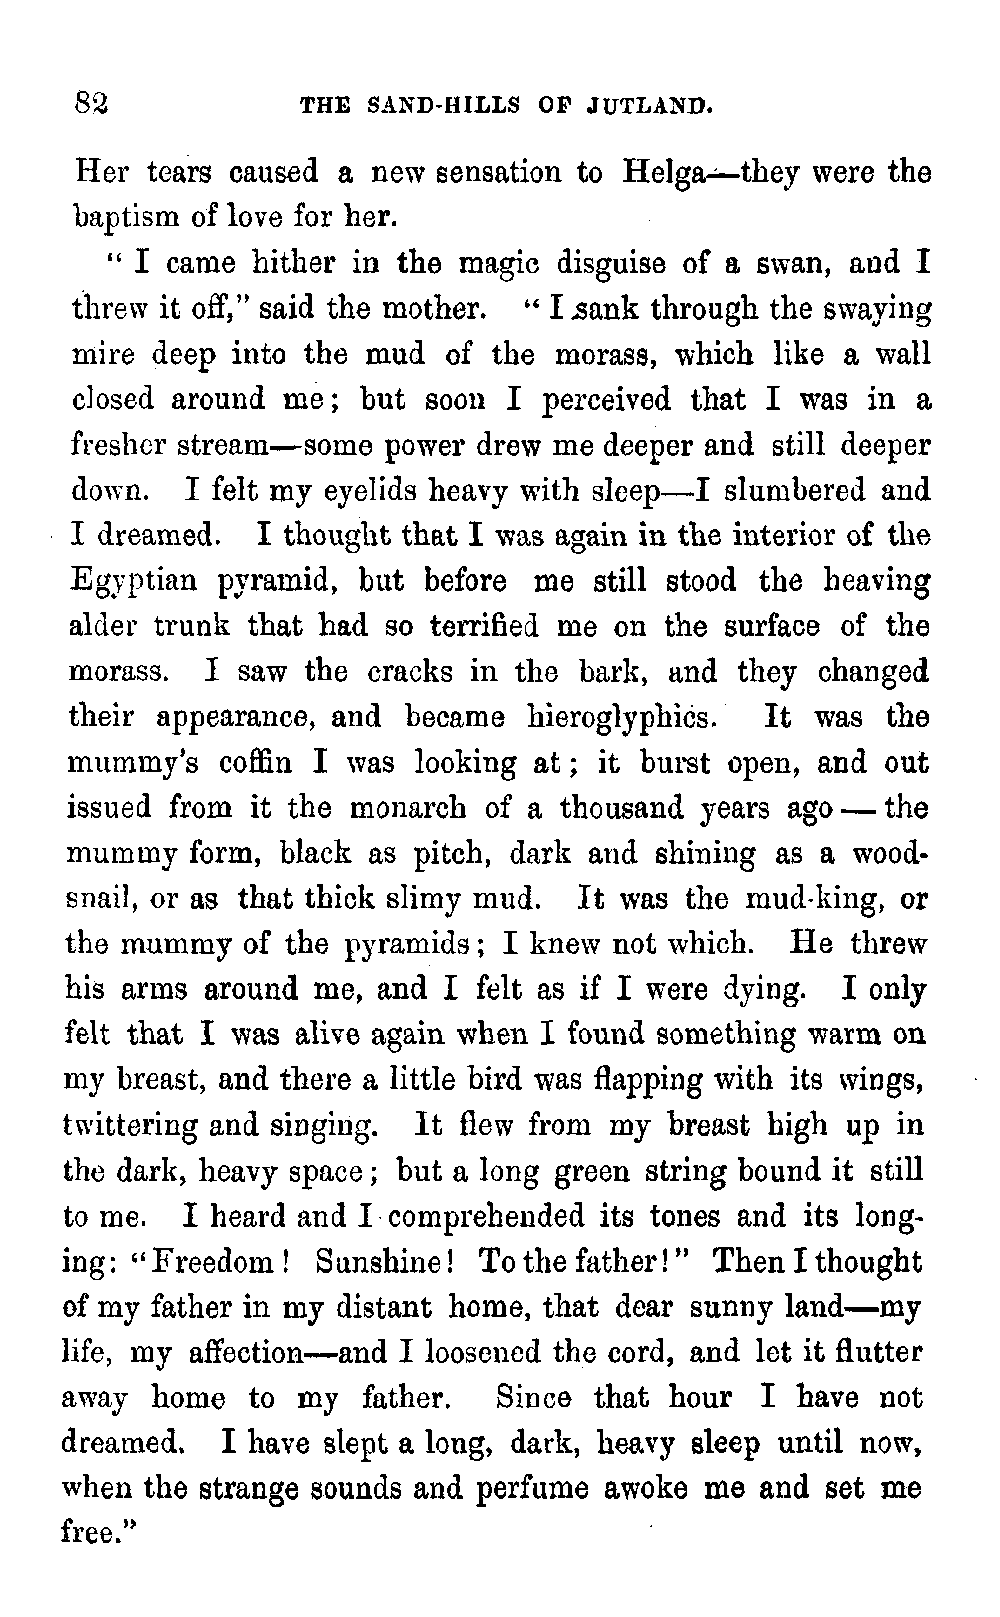 82 THE SAND-HILLS OF JUTLAND.
Her tears caused a new sensation to Helga—they were the
baptism of love for her.
“ I came hither in the magic disguise of a swan, and I
threw it off,” said the mother. “ I sank through the swaying
mire deep into the mud of the morass, which like a wall
closed around me; but soon I perceived that I was in a
fresher stream—some power drew me deeper and still deeper
down. I felt my eyelids heavy with sleep—I slumbered and
I dreamed. I thought that I was again in the interior of the
Egyptian pyramid, but before me still stood the heaving
alder trunk that had so terrified me on the surface of the
morass. I saw the cracks in the bark, and they changed
their appearance, and became hieroglyphics. It was the
mummy's coffin I was looking at; it burst open, and out
issued from it the monarch of a thousand years ago — the
mummy form, black as pitch, dark and shining as a wood-
snail, or as that thick slimy mud. It was the mud-king, or
the mummy of the pyramids; I knew not which. He threw
his arms around me, and I felt as if I were dying. I only
felt that I was alive again when I found something warm on
my breast, and there a little bird was flapping with its wings,
twittering and singing. It flew from my breast high up in
the dark, heavy space; but a long green string bound it still
to me. I heard and I comprehended its tones and its long-
ing: “Freedom! Sunshine! To the father!” Then I thought
of my father in my distant home, that dear sunny land—my
life, my affection—and I loosened the cord, and let it flutter
away home to my father. Since that hour I have not
dreamed. I have slept a long, dark, heavy sleep until now,
when the strange sounds and perfume awoke me and set me
free.”